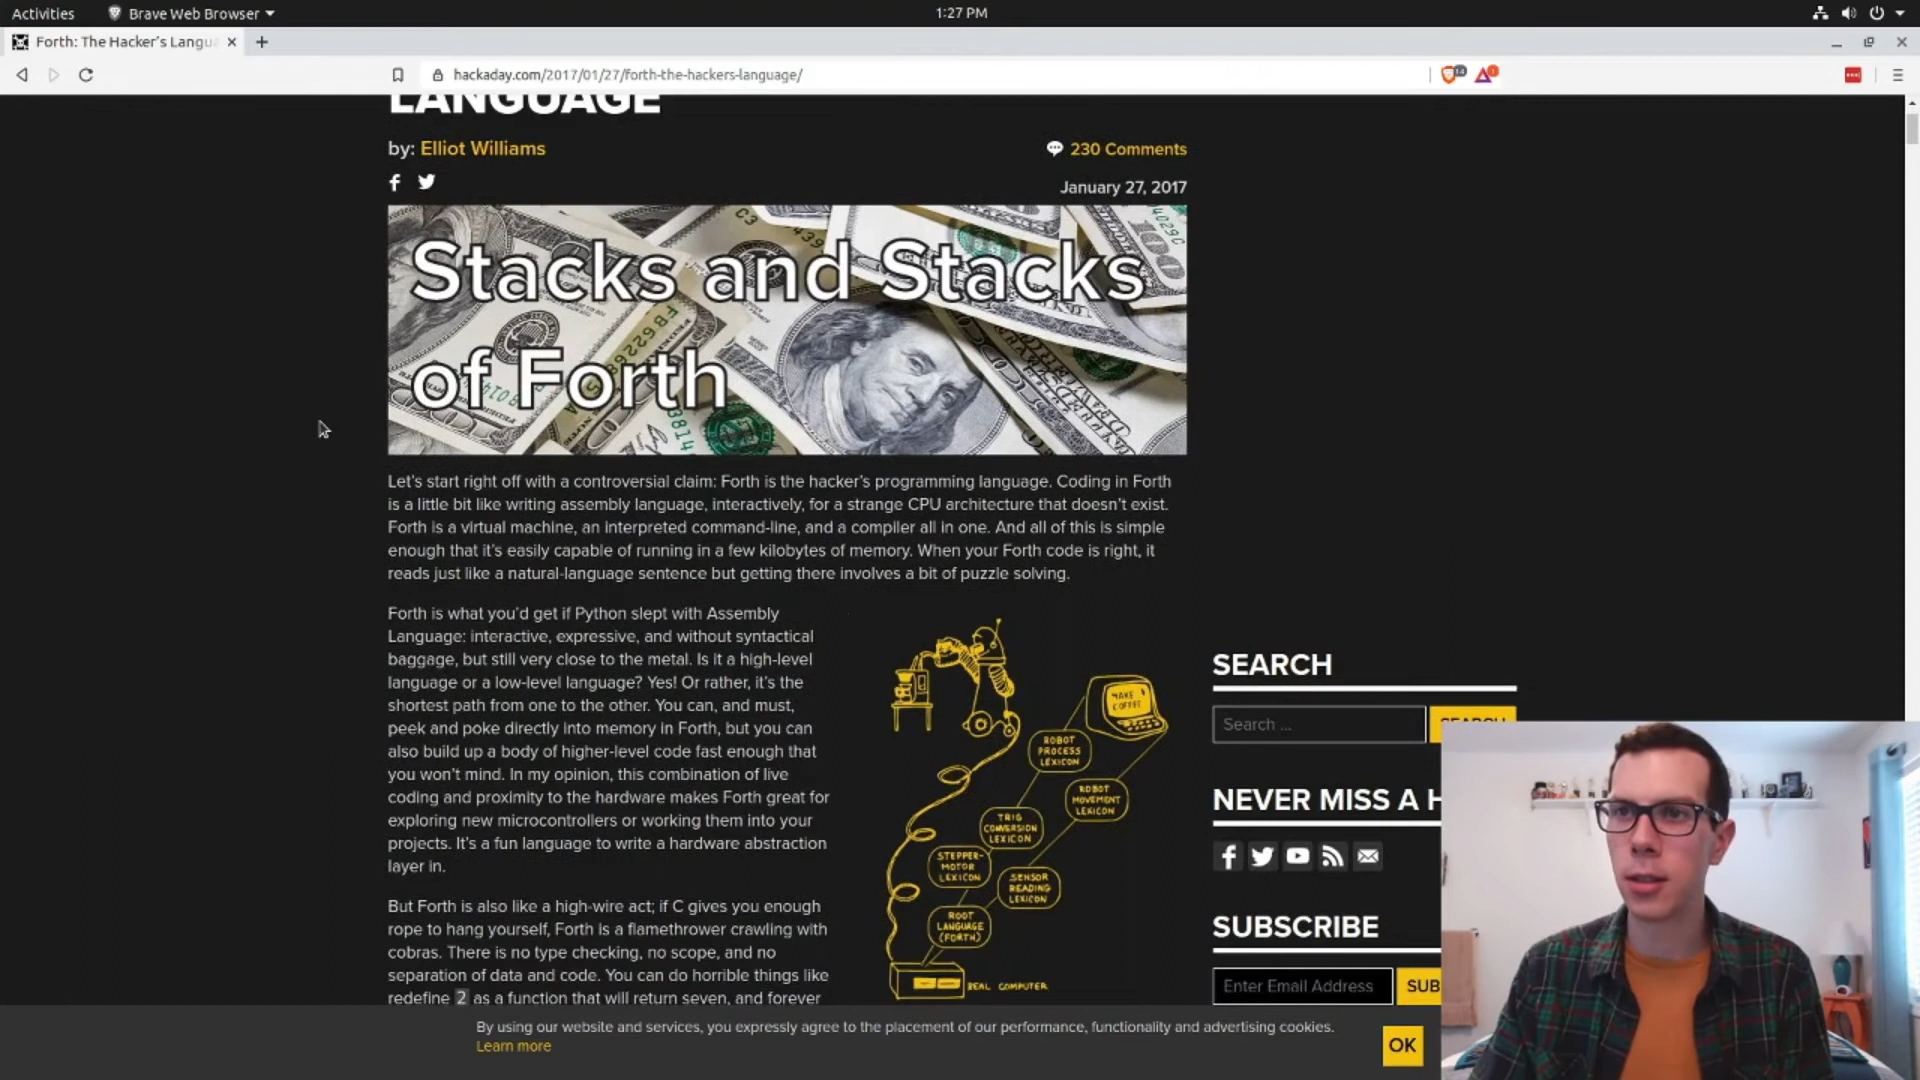 Activities
Brave Web Browser
1:27 PM
Forth: The Hacker's Langu
hackaday.com/2017/01/27/forth-the-hackers-language/
14
1
LANGUAGE
by: Elliot Williams
230 Comments
January 27, 2017
Stacks and Stacks
of Forth
Let's start right off with a controversial claim: Forth is the hacker's programming language. Coding in Forth
is a little bit like writing assembly language, interactively, for a strange CPU architecture that doesn't exist.
Forth is a virtual machine, an interpreted command-line, and a compiler all in one. And all of this is simple
enough that it's easily capable of running in a few kilobytes of memory. When your Forth code is right, it
reads just like a natural-language sentence but getting there involves a bit of puzzle solving.
Forth is what you'd get if Python slept with Assembly
Language: interactive, expressive, and without syntactical
baggage, but still very close to the metal. Is it a high-level
language or a low-level language? Yes! Or rather, it's the
shortest path from one to the other. You can, and must,
peek and poke directly into memory in Forth, but you can
also build up a body of higher-level code fast enough that
you won't mind. In my opinion, this combination of live
coding and proximity to the hardware makes Forth great for
exploring new microcontrollers or working them into your
projects. It's a fun language to write a hardware abstraction
layer in.
But Forth is also like a high-wire act; if C gives you enough
rope to hang yourself, Forth is a flamethrower crawling with
cobras. There is no type checking, no scope, and no
separation of data and code. You can do horrible things like
redefine 2 as a function that will return seven, and forever
MAKE
COFFEE
ROBOT
PROCESS
LEXICON
ROBOT
MOVEMENT
LEXICON
TRIG
CONVERSION
LEXICON
STEPPER-
MOTOR
LEXICON
SENSOR
READING
LEXICON
ROOT
LANGUAGE
(FORTH)
REAL COMPUTER
SEARCH
Search ...
SEARCH
NEVER MISS A H
SUBSCRIBE
Enter Email Address
SUB
By using our website and services, you expressly agree to the placement of our performance, functionality and advertising cookies.
Learn more
OK